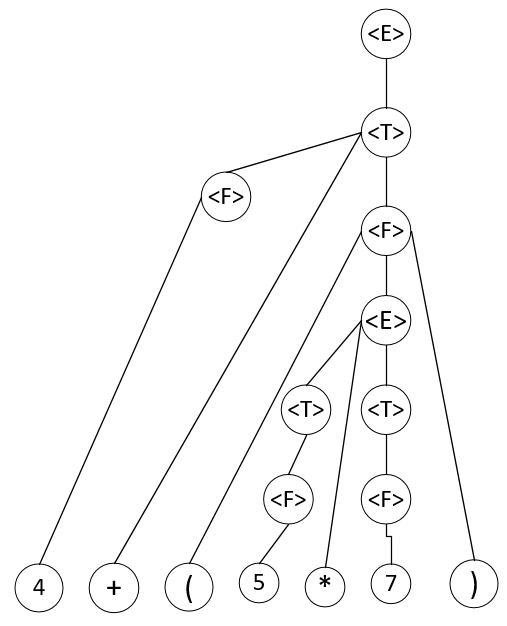 <E>
<T>
<F>
<F>
<E>
<T> <T>
<F> <F>
4 + ( 5 * 7 )